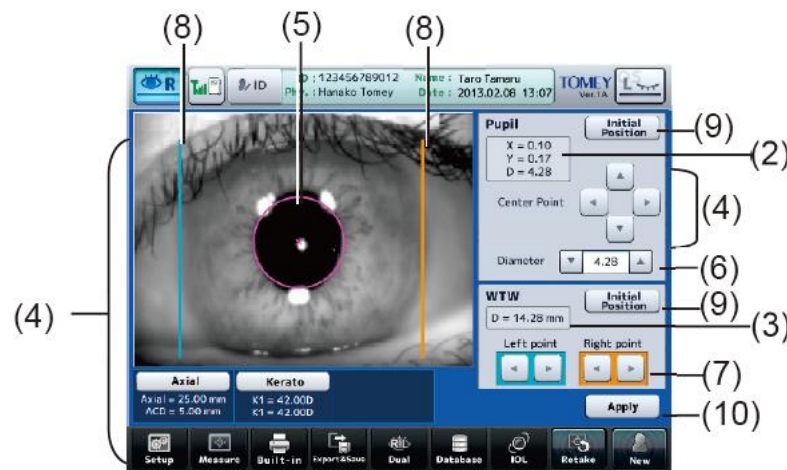 (8) (5) (8)
R ID ID : 123456789012 Name : Taro Tamaru TOMEY L
Phy. : Hanako Tomey Date : 2013.02.08 13:07 Ver.1A
Pupil Initial Position (9)
X = 0.10
Y = 0.17
D = 4.28
(2)
Center Point
(4)
Diameter 4.28
(6)
(4)
WTW Initial Position (9)
D = 14.28 mm
(3)
Left point Right point
(7)
Axial Kerato
Axial = 25.00 mm K1 = 42.00D
ACD = 5.00 mm K1 = 42.00D
Apply
(10)
Setup Measure Built-in Export&Save Dual Database IOL Retake New